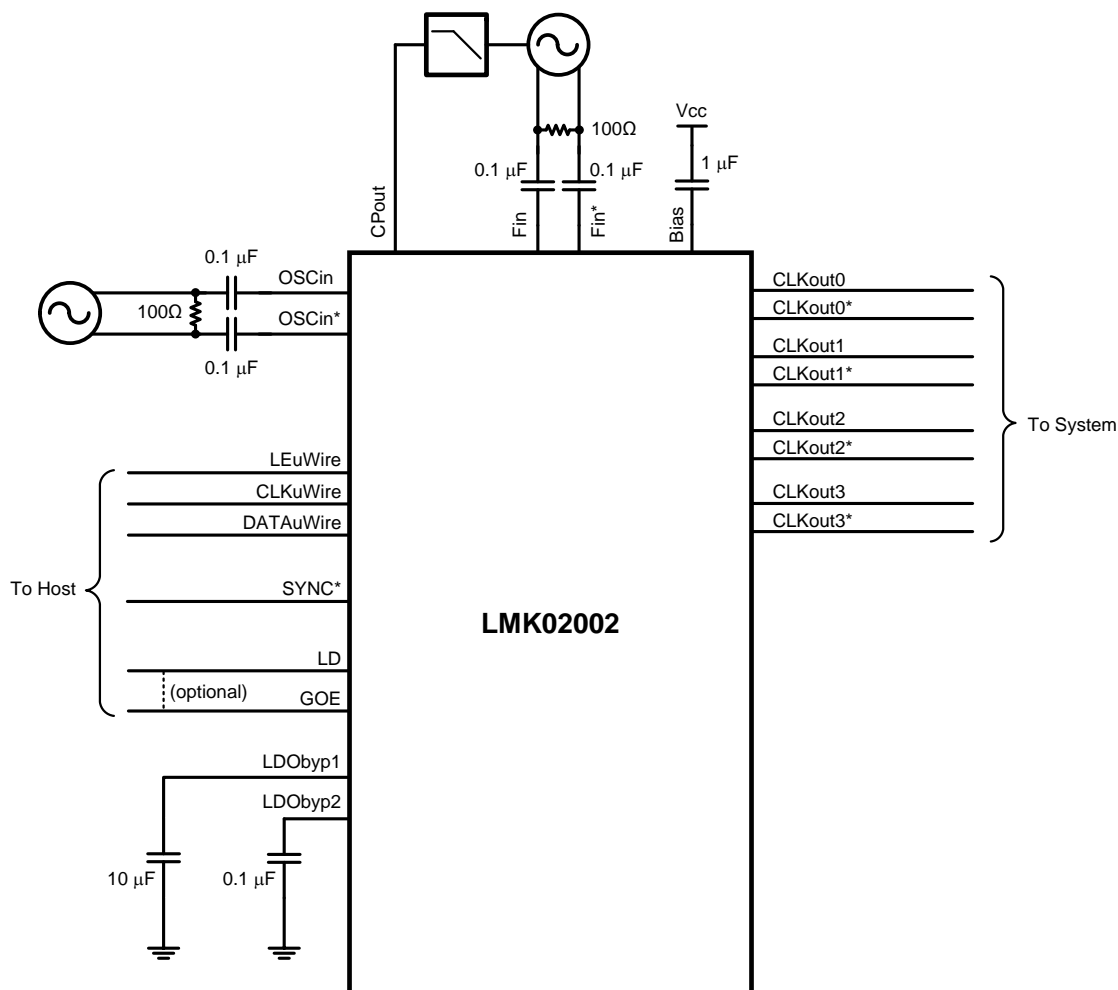 Vcc
100Ω
0.1 µF
0.1 µF
1 µF
CPout
Fin
Fin*
Bias
0.1 µF
OSCin
100Ω
OSCin*
0.1 µF
CLKout0
CLKout0*
CLKout1
CLKout1*
CLKout2
CLKout2*
CLKout3
CLKout3*
To System
LEuWire
CLKuWire
DATAuWire
To Host
SYNC*
LMK02002
LD
(optional)
GOE
LDObyp1
LDObyp2
10 µF
0.1 µF